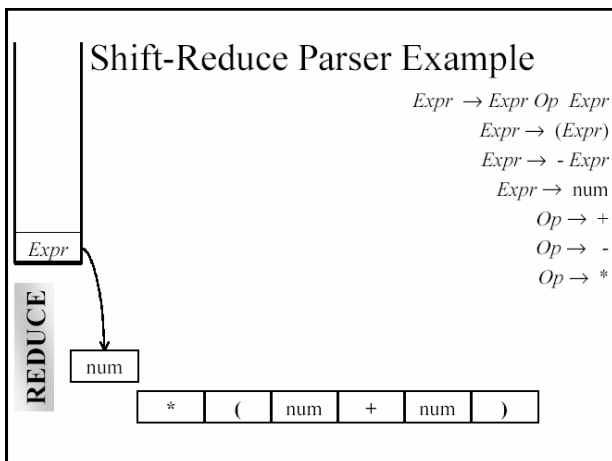 Shift-Reduce Parser Example
Expr → Expr Op Expr
Expr → (Expr)
Expr → - Expr
Expr → num
Op → +
Op → -
Op → *
Expr
REDUCE
num
* ( num + num )